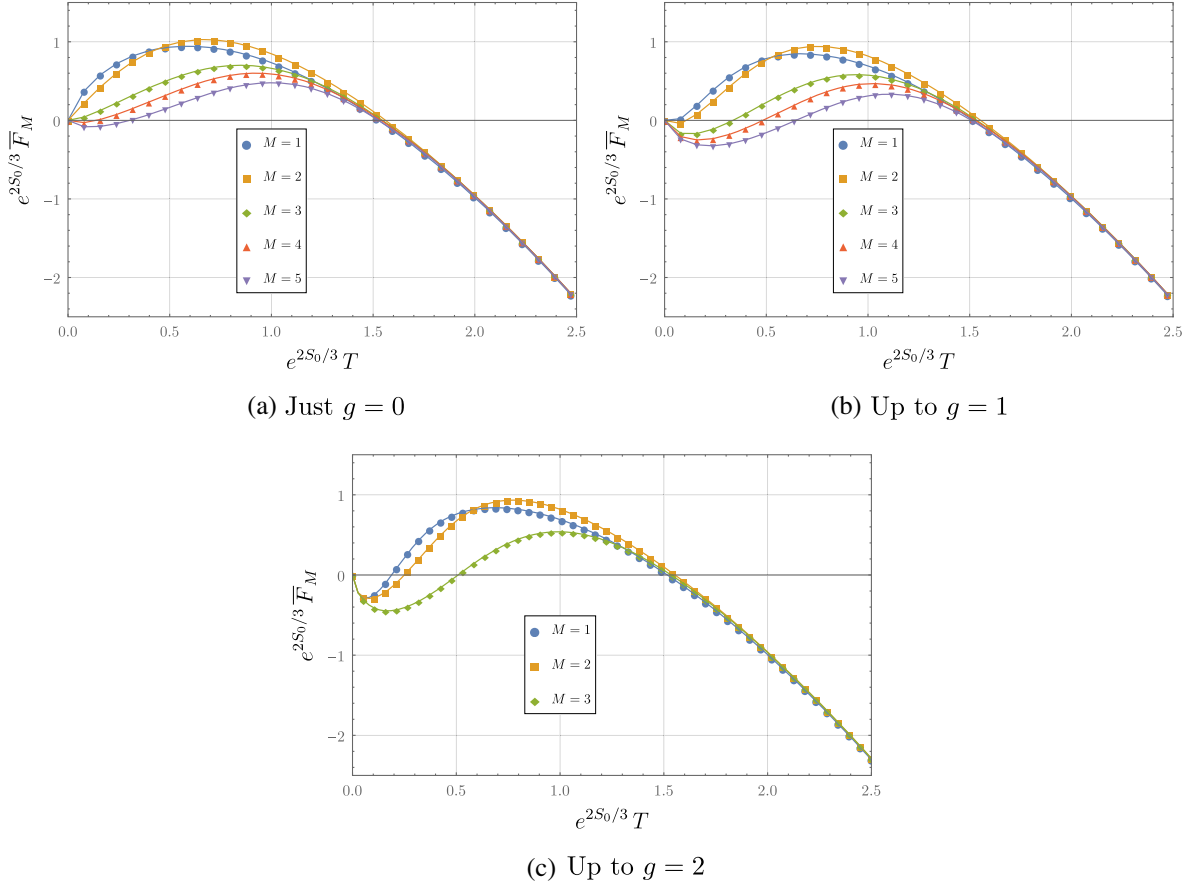 1
0
−1
−2
e^{2S_0/3} \overline{F}_M
M = 1
M = 2
M = 3
M = 4
M = 5
0.0 0.5 1.0 1.5 2.0 2.5
e^{2S_0/3} T
(a) Just g = 0
1
0
−1
−2
e^{2S_0/3} \overline{F}_M
M = 1
M = 2
M = 3
M = 4
M = 5
0.0 0.5 1.0 1.5 2.0 2.5
e^{2S_0/3} T
(b) Up to g = 1
1
0
−1
−2
e^{2S_0/3} \overline{F}_M
M = 1
M = 2
M = 3
0.0 0.5 1.0 1.5 2.0 2.5
e^{2S_0/3} T
(c) Up to g = 2